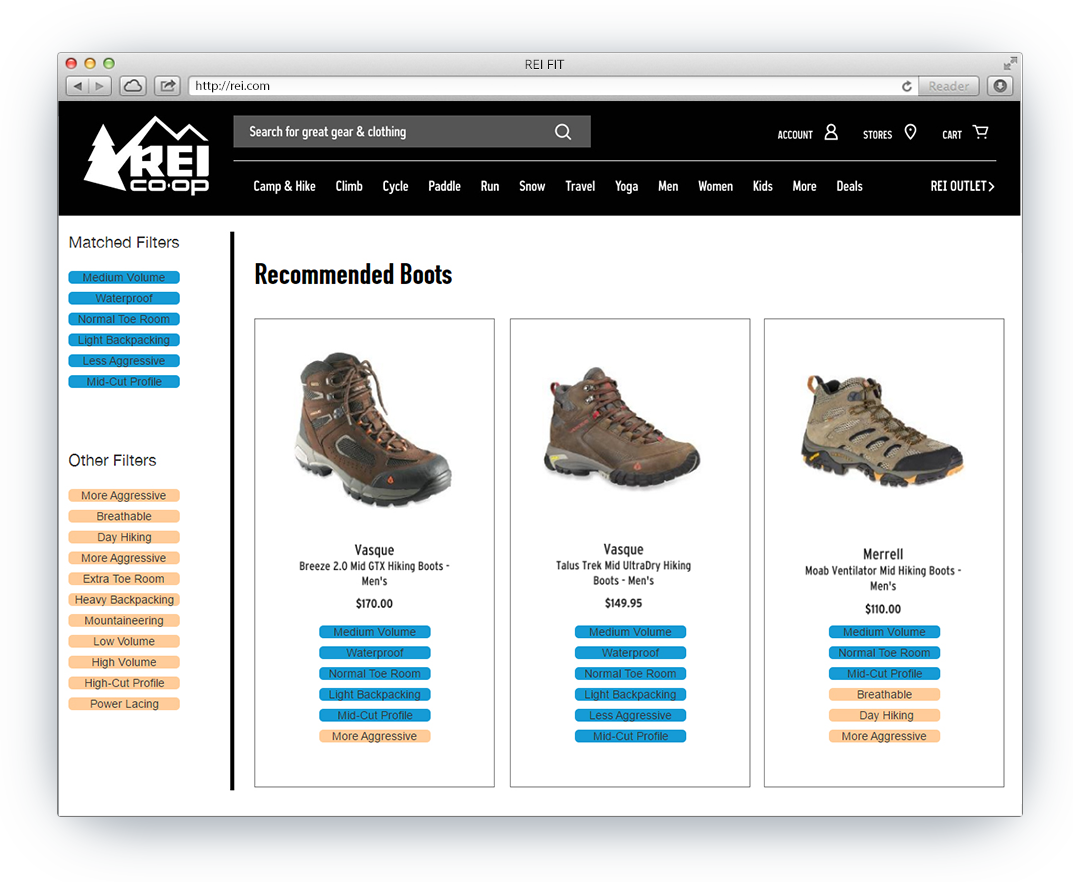 REI FIT
http://rei.com
Reader
REI
co·op
Search for great gear & clothing
ACCOUNT
STORES
CART
Camp & Hike
Climb
Cycle
Paddle
Run
Snow
Travel
Yoga
Men
Women
Kids
More
Deals
REI OUTLET
Matched Filters
Medium Volume
Waterproof
Normal Toe Room
Light Backpacking
Less Aggressive
Mid-Cut Profile
Other Filters
More Aggressive
Breathable
Day Hiking
More Aggressive
Extra Toe Room
Heavy Backpacking
Mountaineering
Low Volume
High Volume
High-Cut Profile
Power Lacing
Recommended Boots
Vasque
Breeze 2.0 Mid GTX Hiking Boots -
Men's
$170.00
Medium Volume
Waterproof
Normal Toe Room
Light Backpacking
Mid-Cut Profile
More Aggressive
Vasque
Talus Trek Mid UltraDry Hiking
Boots - Men's
$149.95
Medium Volume
Waterproof
Normal Toe Room
Light Backpacking
Less Aggressive
Mid-Cut Profile
Merrell
Moab Ventilator Mid Hiking Boots -
Men's
$110.00
Medium Volume
Normal Toe Room
Mid-Cut Profile
Breathable
Day Hiking
More Aggressive